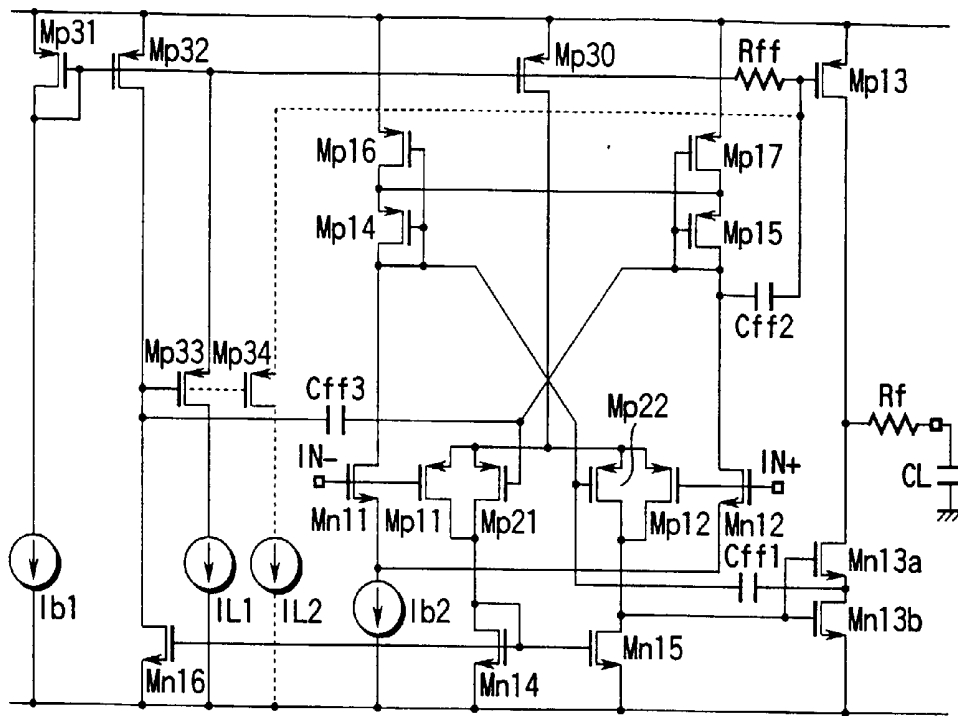 Mp31
Mp32
Mp30
Rff
Mp13
Mp16
Mp17
Mp14
Mp15
Cff2
Mp33
Mp34
Cff3
Mp22
Rf
IN-
IN+
CL
Mn11
Mp11
Mp21
Mp12
Mn12
Cff1
Mn13a
Ib1
IL1
IL2
Ib2
Mn13b
Mn16
Mn14
Mn15